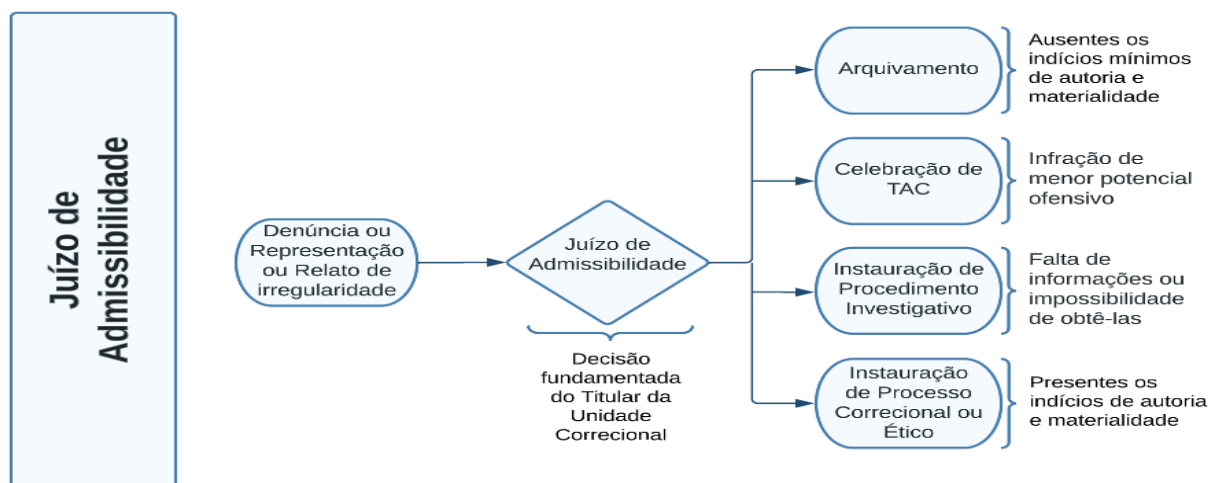 Juízo de
Admissibilidade
Denúncia ou
Representação
ou Relato de
irregularidade
Juízo de
Admissibilidade
Decisão
fundamentada
do Titular da
Unidade
Correcional
Arquivamento
Ausentes os
indícios mínimos
de autoria e
materialidade
Celebração de
TAC
Infração de
menor potencial
ofensivo
Instauração de
Procedimento
Investigativo
Falta de
informações ou
impossibilidade
de obtê-las
Instauração
de Processo
Correcional ou
Ético
Presentes os
indícios de autoria
e materialidade